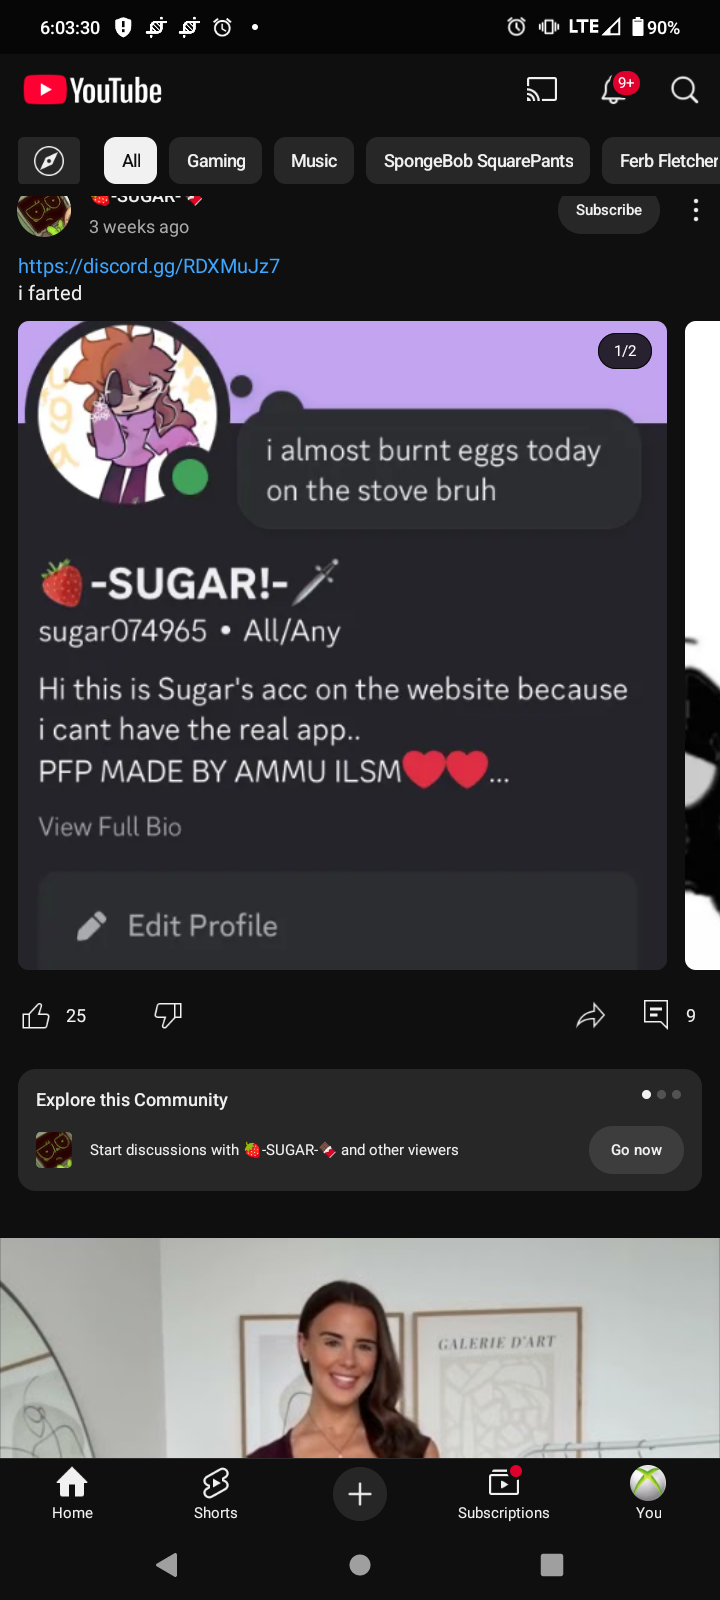 6:03:30 LTE 90%
YouTube 9+
All Gaming Music SpongeBob SquarePants Ferb Fletcher
🍓-SUGAR-🍫
3 weeks ago Subscribe
https://discord.gg/RDXMuJz7
i farted
1/2
i almost burnt eggs today
on the stove bruh
🍓-SUGAR!-🗡️
sugar074965 • All/Any
Hi this is Sugar's acc on the website because
i cant have the real app..
PFP MADE BY AMMU ILSM❤️❤️...
View Full Bio
Edit Profile
25 9
Explore this Community
Start discussions with 🍓-SUGAR-🍫 and other viewers Go now
GALERIE D'ART
Home Shorts Subscriptions You